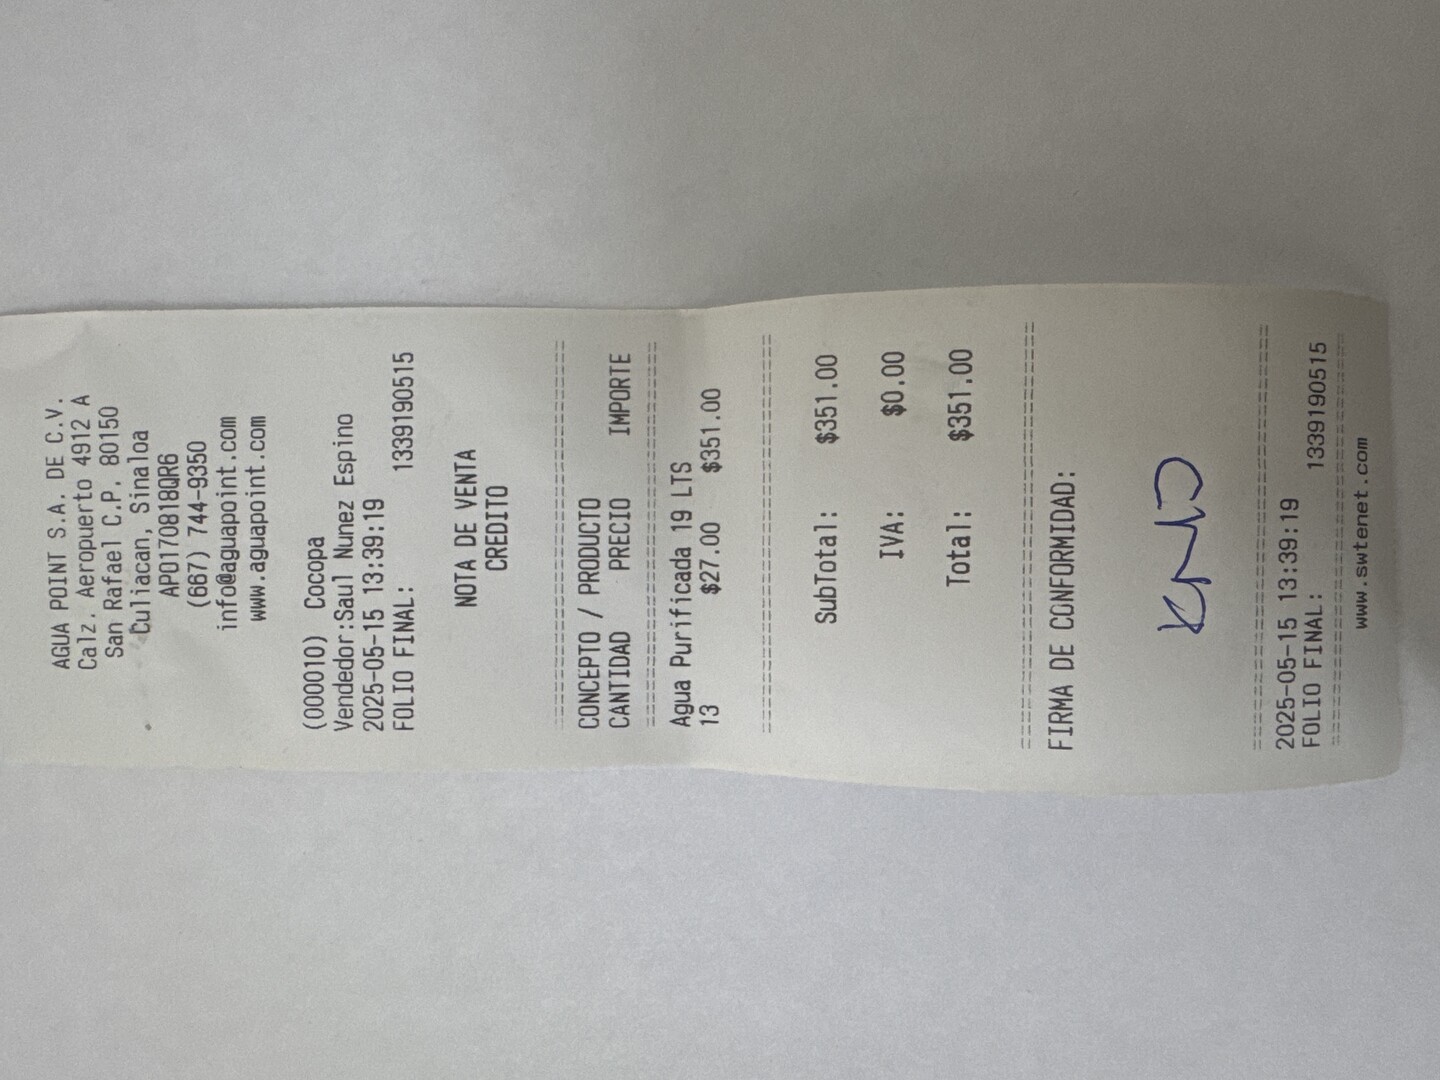 AGUA POINT S.A. DE C.V.
Calz. Aeropuerto 4912 A
San Rafael C.P. 80150
Culiacan, Sinaloa
APO170818QR6
(667) 744-9350
info@aguapoint.com
www.aguapoint.com
(000010) Cocopa
Vendedor:Saul Nunez Espino
2025-05-15 13:39:19
FOLIO FINAL: 1339190515
NOTA DE VENTA
CREDITO
CONCEPTO / PRODUCTO
CANTIDAD PRECIO IMPORTE
Agua Purificada 19 LTS
13 $27.00 $351.00
SubTotal: $351.00
IVA: $0.00
Total: $351.00
FIRMA DE CONFORMIDAD:
2025-05-15 13:39:19
FOLIO FINAL: 1339190515
www.swtenet.com